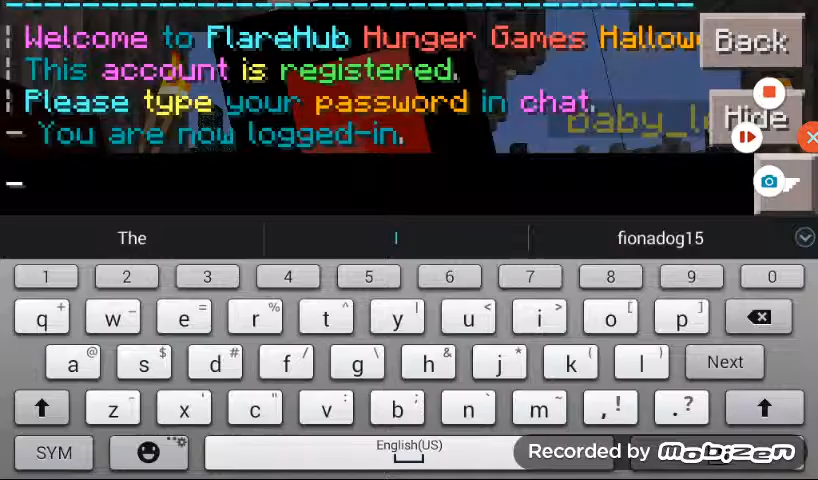 Welcome to FlareHub Hunger Games Hallow
Back
This account is registered.
Please type your password in chat.
Hide
- You are now logged-in.
The I fionadog15
1 2 3 4 5 6 7 8 9 0
q + w _ e = r % t ^ y | u < i > o [ p ]
a @ s $ d # f / g \ h & j * k ( l ) Next
z - x ' c " v : b ; n , m ~ , ! . ?
SYM English(US)
Recorded by mobizen